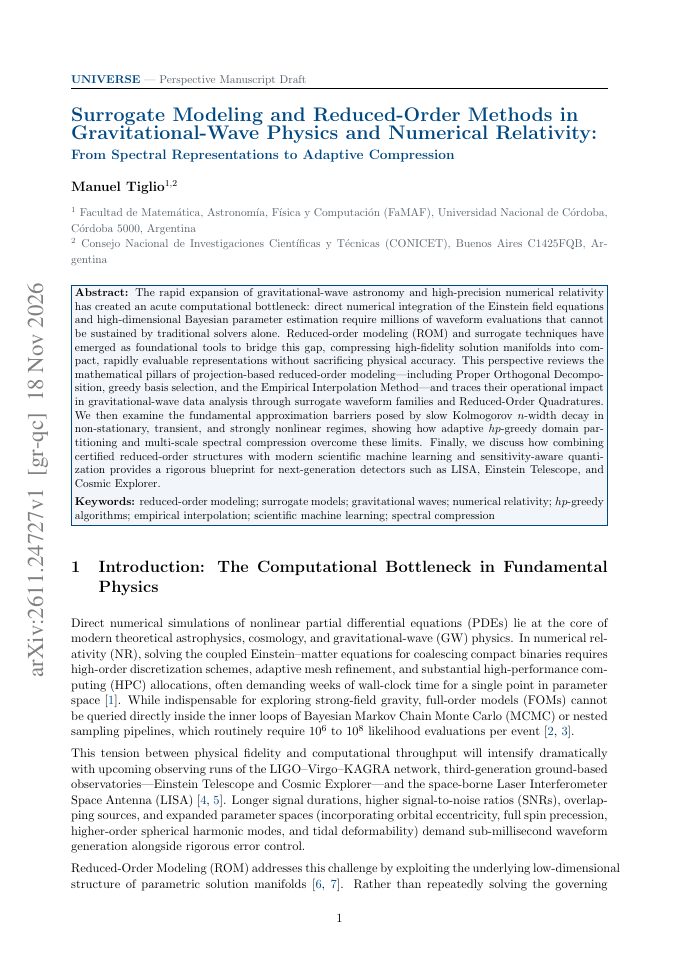 UNIVERSE — Perspective Manuscript Draft
Surrogate Modeling and Reduced-Order Methods in
Gravitational-Wave Physics and Numerical Relativity:
From Spectral Representations to Adaptive Compression
Manuel Tiglio1,2
1 Facultad de Matemática, Astronomía, Física y Computación (FaMAF), Universidad Nacional de Córdoba,
Córdoba 5000, Argentina
2 Consejo Nacional de Investigaciones Científicas y Técnicas (CONICET), Buenos Aires C1425FQB, Ar-
gentina
Abstract: The rapid expansion of gravitational-wave astronomy and high-precision numerical relativity
has created an acute computational bottleneck: direct numerical integration of the Einstein field equations
and high-dimensional Bayesian parameter estimation require millions of waveform evaluations that cannot
be sustained by traditional solvers alone. Reduced-order modeling (ROM) and surrogate techniques have
emerged as foundational tools to bridge this gap, compressing high-fidelity solution manifolds into com-
pact, rapidly evaluable representations without sacrificing physical accuracy. This perspective reviews the
mathematical pillars of projection-based reduced-order modeling—including Proper Orthogonal Decompo-
sition, greedy basis selection, and the Empirical Interpolation Method—and traces their operational impact
in gravitational-wave data analysis through surrogate waveform families and Reduced-Order Quadratures.
We then examine the fundamental approximation barriers posed by slow Kolmogorov n-width decay in
non-stationary, transient, and strongly nonlinear regimes, showing how adaptive hp-greedy domain par-
titioning and multi-scale spectral compression overcome these limits. Finally, we discuss how combining
certified reduced-order structures with modern scientific machine learning and sensitivity-aware quanti-
zation provides a rigorous blueprint for next-generation detectors such as LISA, Einstein Telescope, and
Cosmic Explorer.
Keywords: reduced-order modeling; surrogate models; gravitational waves; numerical relativity; hp-greedy
algorithms; empirical interpolation; scientific machine learning; spectral compression
arXiv:2611.24727v1 [gr-qc] 18 Nov 2026
1 Introduction: The Computational Bottleneck in Fundamental
Physics
Direct numerical simulations of nonlinear partial differential equations (PDEs) lie at the core of
modern theoretical astrophysics, cosmology, and gravitational-wave (GW) physics. In numerical rel-
ativity (NR), solving the coupled Einstein–matter equations for coalescing compact binaries requires
high-order discretization schemes, adaptive mesh refinement, and substantial high-performance com-
puting (HPC) allocations, often demanding weeks of wall-clock time for a single point in parameter
space [1]. While indispensable for exploring strong-field gravity, full-order models (FOMs) cannot
be queried directly inside the inner loops of Bayesian Markov Chain Monte Carlo (MCMC) or nested
sampling pipelines, which routinely require 10^6 to 10^8 likelihood evaluations per event [2, 3].
This tension between physical fidelity and computational throughput will intensify dramatically
with upcoming observing runs of the LIGO–Virgo–KAGRA network, third-generation ground-based
observatories—Einstein Telescope and Cosmic Explorer—and the space-borne Laser Interferometer
Space Antenna (LISA) [4, 5]. Longer signal durations, higher signal-to-noise ratios (SNRs), overlap-
ping sources, and expanded parameter spaces (incorporating orbital eccentricity, full spin precession,
higher-order spherical harmonic modes, and tidal deformability) demand sub-millisecond waveform
generation alongside rigorous error control.
Reduced-Order Modeling (ROM) addresses this challenge by exploiting the underlying low-dimensional
structure of parametric solution manifolds [6, 7]. Rather than repeatedly solving the governing
1